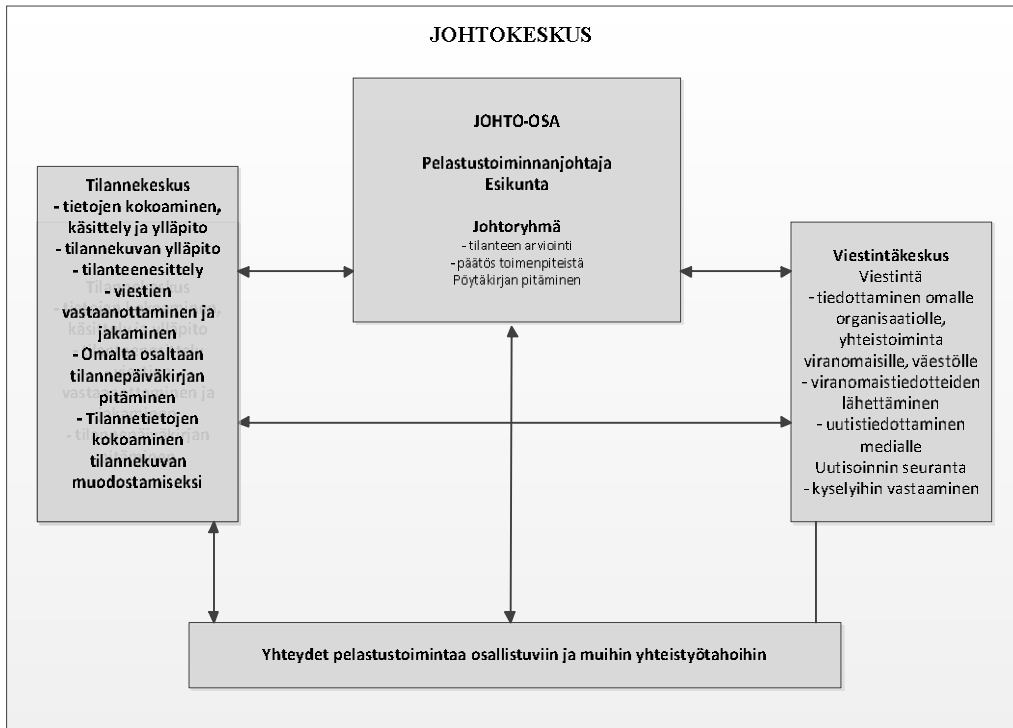 JOHTOKESKUS
JOHTO-OSA
Pelastustoiminnanjohtaja
Esikunta
Johtoryhmä
- tilanteen arviointi
- päätös toimenpiteistä
Pöytäkirjan pitäminen
Tilannekeskus
- tietojen kokoaminen,
käsittely ja ylläpito
- tilannekuvan ylläpito
- tilanteenesittely
- viestien
vastaanottaminen ja
jakaminen
- Omalta osaltaan
tilannepäiväkirjan
pitäminen
- Tilannetietojen
kokoaminen
tilannekuvan
muodostamiseksi
Viestintäkeskus
Viestintä
- tiedottaminen omalle
organisaatiolle,
yhteistoiminta
viranomaisille, väestölle
- viranomaistiedotteiden
lähettäminen
- uutistiedottaminen
medialle
Uutisoinnin seuranta
- kyselyihin vastaaminen
Yhteydet pelastustoimintaa osallistuviin ja muihin yhteistyötahoihin